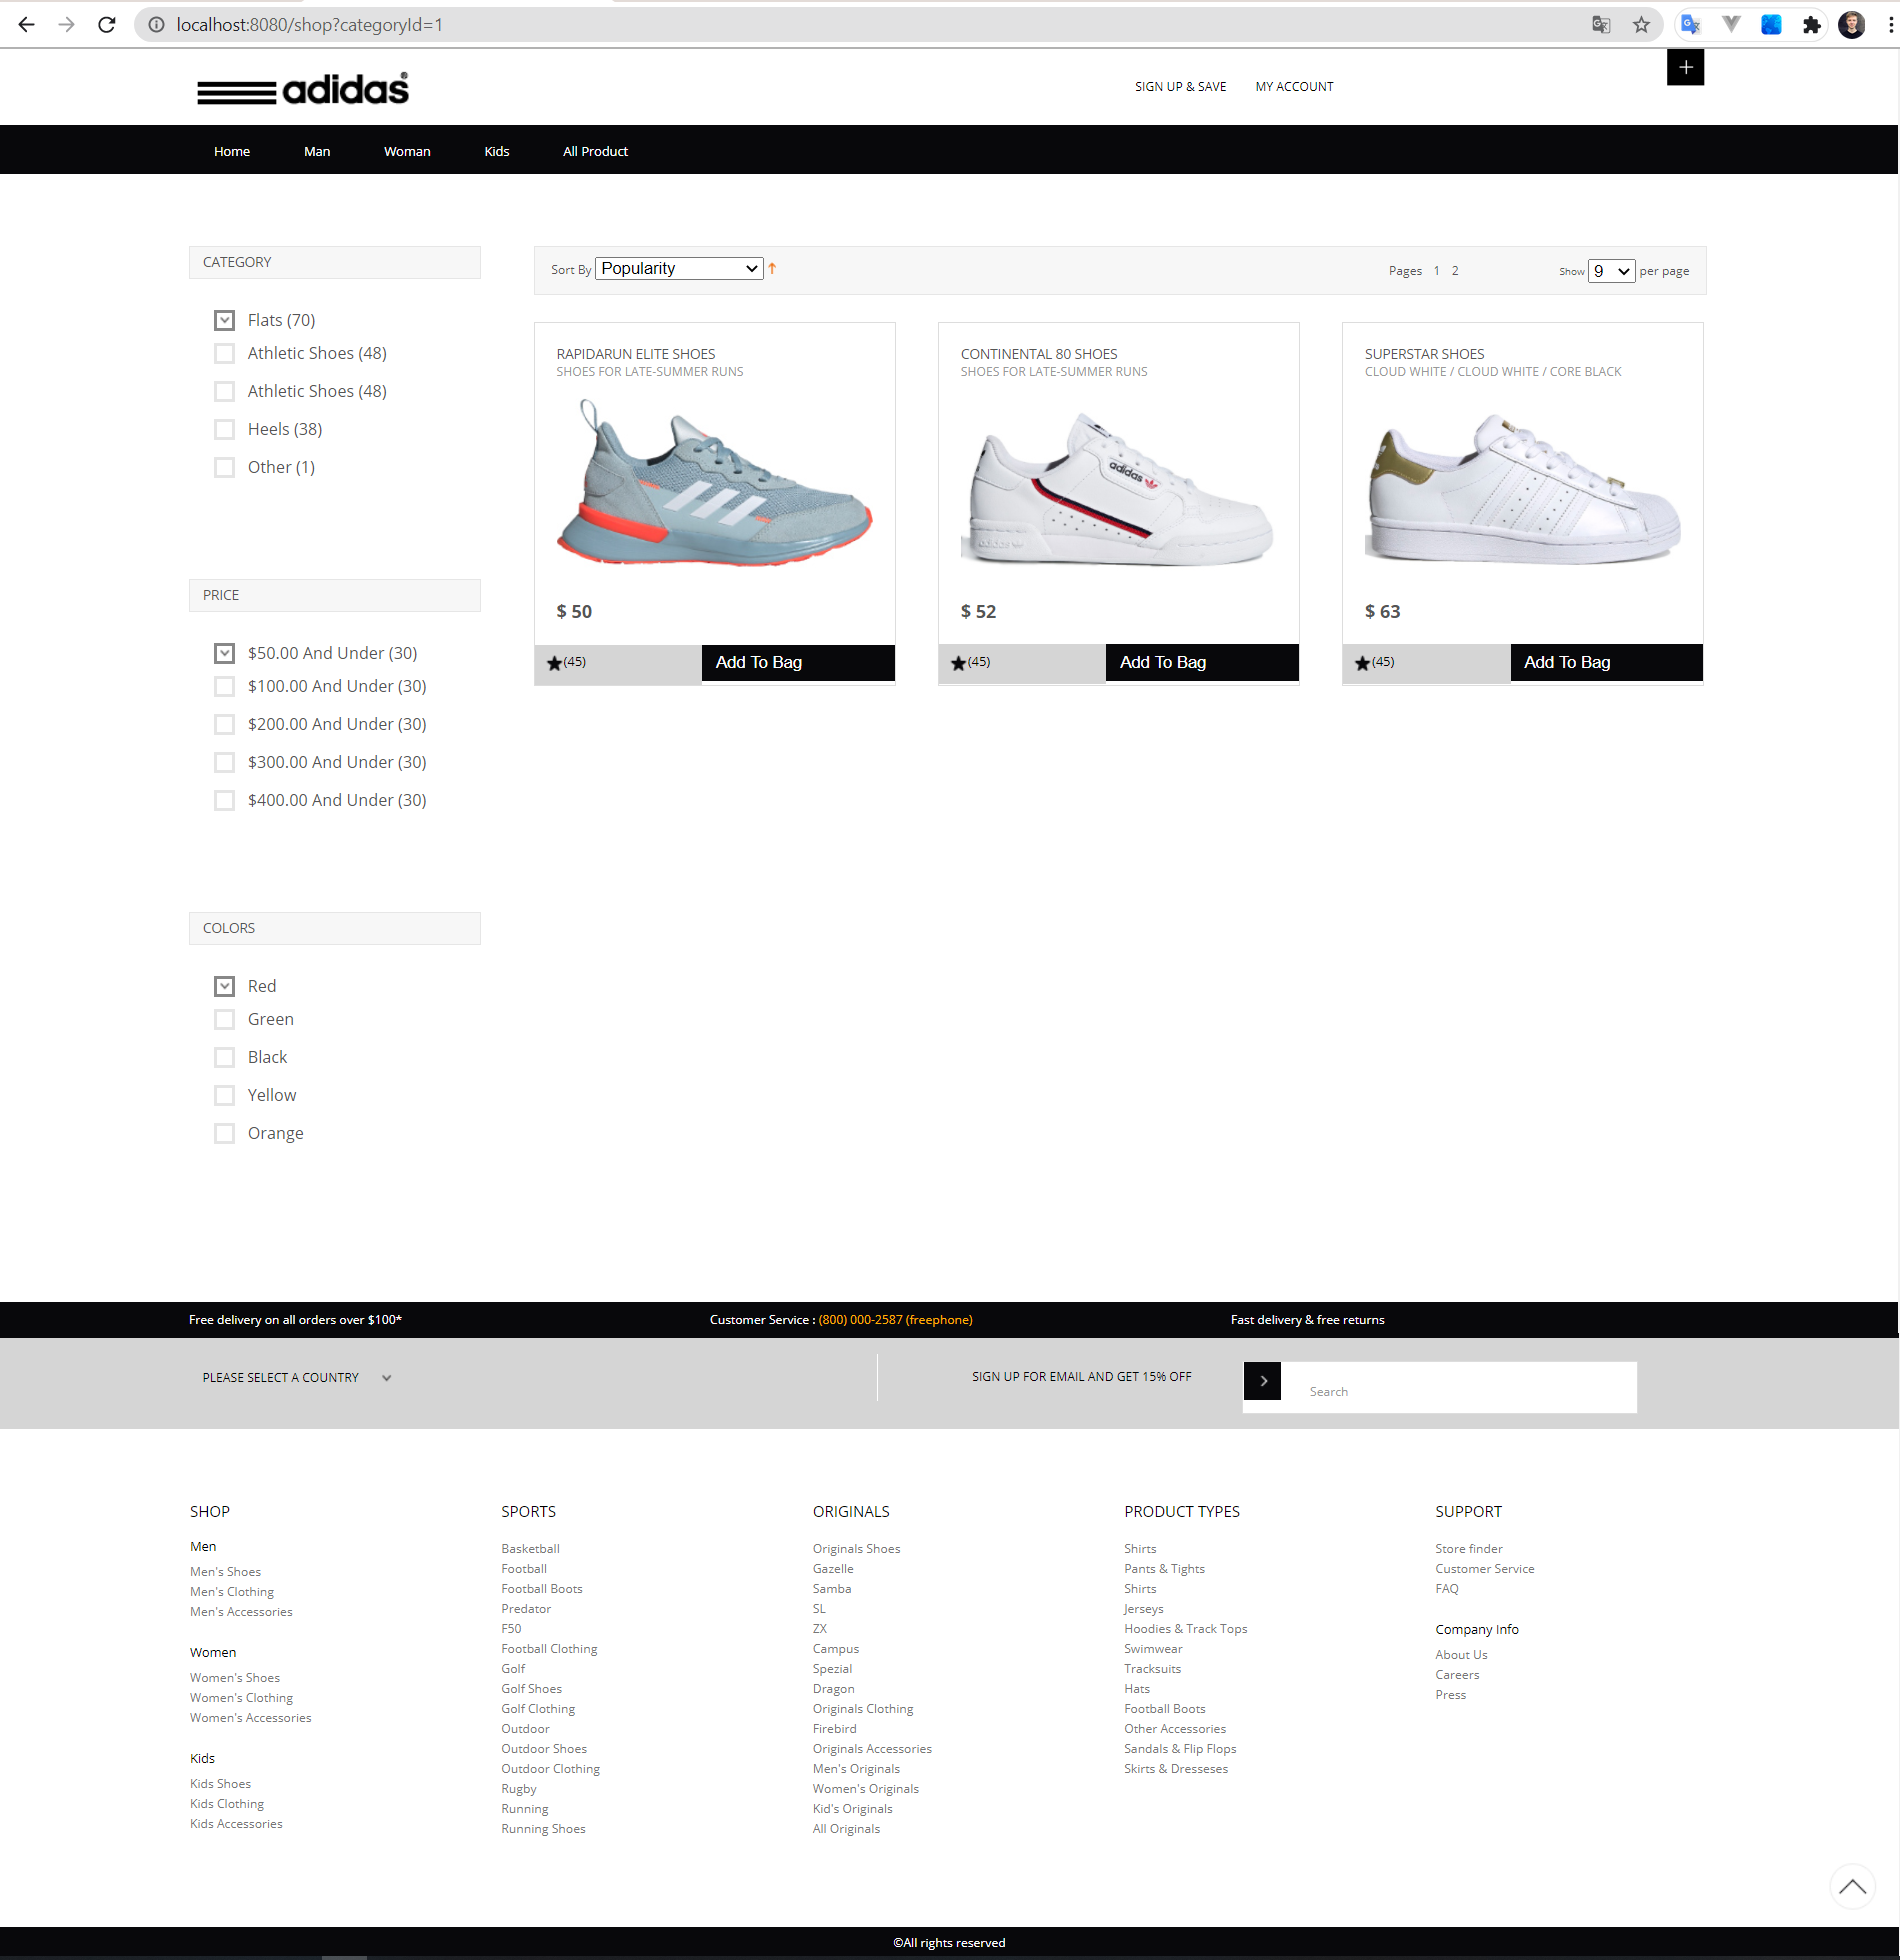 localhost:8080/shop?categoryId=1
adidas®
SIGN UP & SAVE MY ACCOUNT
Home Man Woman Kids All Product
CATEGORY
Flats (70)
Athletic Shoes (48)
Athletic Shoes (48)
Heels (38)
Other (1)
PRICE
$50.00 And Under (30)
$100.00 And Under (30)
$200.00 And Under (30)
$300.00 And Under (30)
$400.00 And Under (30)
COLORS
Red
Green
Black
Yellow
Orange
Sort By Popularity Pages 1 2 Show 9 per page
RAPIDARUN ELITE SHOES
SHOES FOR LATE-SUMMER RUNS
$ 50
(45) Add To Bag
CONTINENTAL 80 SHOES
SHOES FOR LATE-SUMMER RUNS
adidas
adidas
$ 52
(45) Add To Bag
SUPERSTAR SHOES
CLOUD WHITE / CLOUD WHITE / CORE BLACK
$ 63
(45) Add To Bag
Free delivery on all orders over $100* Customer Service : (800) 000-2587 (freephone) Fast delivery & free returns
PLEASE SELECT A COUNTRY SIGN UP FOR EMAIL AND GET 15% OFF Search
SHOP
Men
Men's Shoes
Men's Clothing
Men's Accessories
Women
Women's Shoes
Women's Clothing
Women's Accessories
Kids
Kids Shoes
Kids Clothing
Kids Accessories
SPORTS
Basketball
Football
Football Boots
Predator
F50
Football Clothing
Golf
Golf Shoes
Golf Clothing
Outdoor
Outdoor Shoes
Outdoor Clothing
Rugby
Running
Running Shoes
ORIGINALS
Originals Shoes
Gazelle
Samba
SL
ZX
Campus
Spezial
Dragon
Originals Clothing
Firebird
Originals Accessories
Men's Originals
Women's Originals
Kid's Originals
All Originals
PRODUCT TYPES
Shirts
Pants & Tights
Shirts
Jerseys
Hoodies & Track Tops
Swimwear
Tracksuits
Hats
Football Boots
Other Accessories
Sandals & Flip Flops
Skirts & Dresseses
SUPPORT
Store finder
Customer Service
FAQ
Company Info
About Us
Careers
Press
©All rights reserved